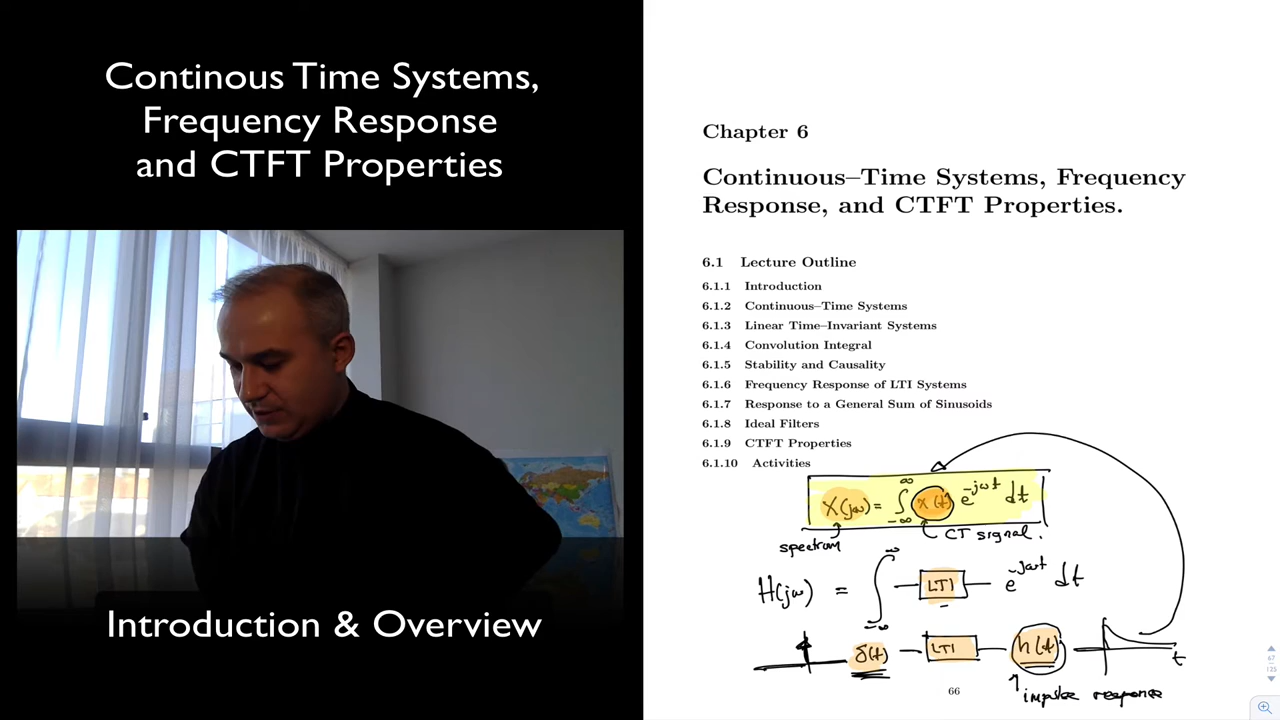 Continous Time Systems,
Frequency Response
and CTFT Properties
Introduction & Overview
Chapter 6
Continuous–Time Systems, Frequency
Response, and CTFT Properties.
6.1 Lecture Outline
6.1.1 Introduction
6.1.2 Continuous–Time Systems
6.1.3 Linear Time–Invariant Systems
6.1.4 Convolution Integral
6.1.5 Stability and Causality
6.1.6 Frequency Response of LTI Systems
6.1.7 Response to a General Sum of Sinusoids
6.1.8 Ideal Filters
6.1.9 CTFT Properties
6.1.10 Activities
X(jω) = ∫_{-∞}^{∞} x(t) e^{-jωt} dt
spectrum CT signal.
H(jω) = ∫_{-∞}^{∞} LTI e^{-jωt} dt
δ(t) LTI h(t) t
impulse response
66
67
125